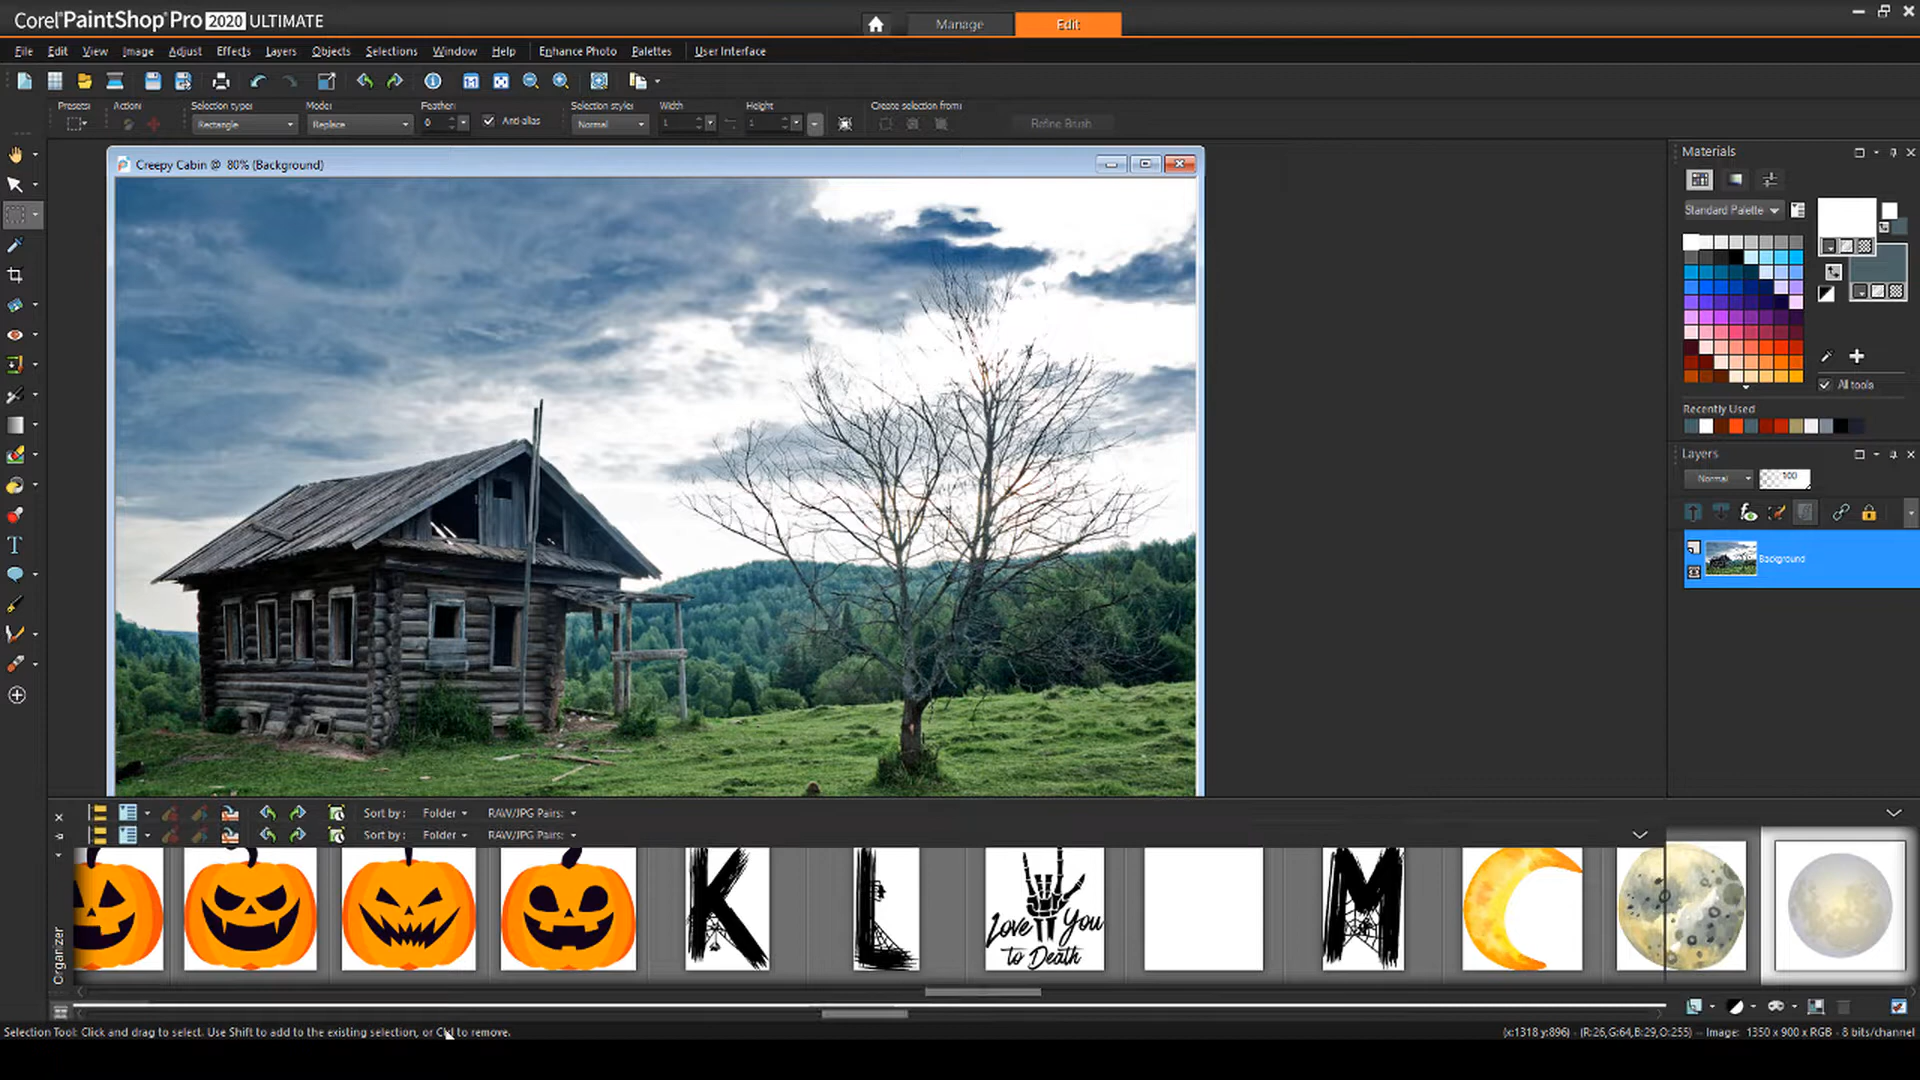 Corel PaintShop Pro 2020 ULTIMATE
Manage
Edit
File Edit View Image Adjust Effects Layers Objects Selections Window Help Enhance Photo Palettes User Interface
Presets: Action: Selection type: Mode: Feather: Selection style: Width Height Create selection from:
Rectangle Replace 0 Anti-alias Normal 1 1 Refine Brush
Creepy Cabin @ 80% (Background)
Materials
Standard Palette
All tools
Recently Used
Layers
Normal 100
Background
Sort by: Folder RAW/JPG Pairs:
Sort by: Folder RAW/JPG Pairs:
Organizer
K
L
Love You
to Death
M
Selection Tool: Click and drag to select. Use Shift to add to the existing selection, or Ctrl to remove.
(x:1318 y:896) - (R:26,G:64,B:29,O:255) -- Image: 1350 x 900 x RGB - 8 bits/channel